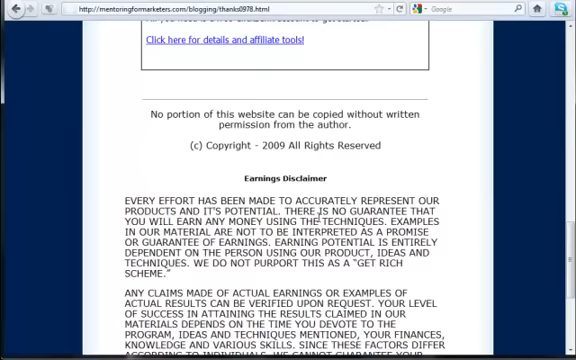 http://mentoringformarketers.com/blogging/thanks0978.html
Google
Click here for details and affiliate tools!
No portion of this website can be copied without written
permission from the author.
(c) Copyright - 2009 All Rights Reserved
Earnings Disclaimer
EVERY EFFORT HAS BEEN MADE TO ACCURATELY REPRESENT OUR
PRODUCTS AND IT'S POTENTIAL. THERE IS NO GUARANTEE THAT
YOU WILL EARN ANY MONEY USING THE TECHNIQUES. EXAMPLES
IN OUR MATERIAL ARE NOT TO BE INTERPRETED AS A PROMISE
OR GUARANTEE OF EARNINGS. EARNING POTENTIAL IS ENTIRELY
DEPENDENT ON THE PERSON USING OUR PRODUCT, IDEAS AND
TECHNIQUES. WE DO NOT PURPORT THIS AS A "GET RICH
SCHEME."
ANY CLAIMS MADE OF ACTUAL EARNINGS OR EXAMPLES OF
ACTUAL RESULTS CAN BE VERIFIED UPON REQUEST. YOUR LEVEL
OF SUCCESS IN ATTAINING THE RESULTS CLAIMED IN OUR
MATERIALS DEPENDS ON THE TIME YOU DEVOTE TO THE
PROGRAM, IDEAS AND TECHNIQUES MENTIONED, YOUR FINANCES,
KNOWLEDGE AND VARIOUS SKILLS. SINCE THESE FACTORS DIFFER
ACCORDING TO INDIVIDUALS, WE CANNOT GUARANTEE YOUR